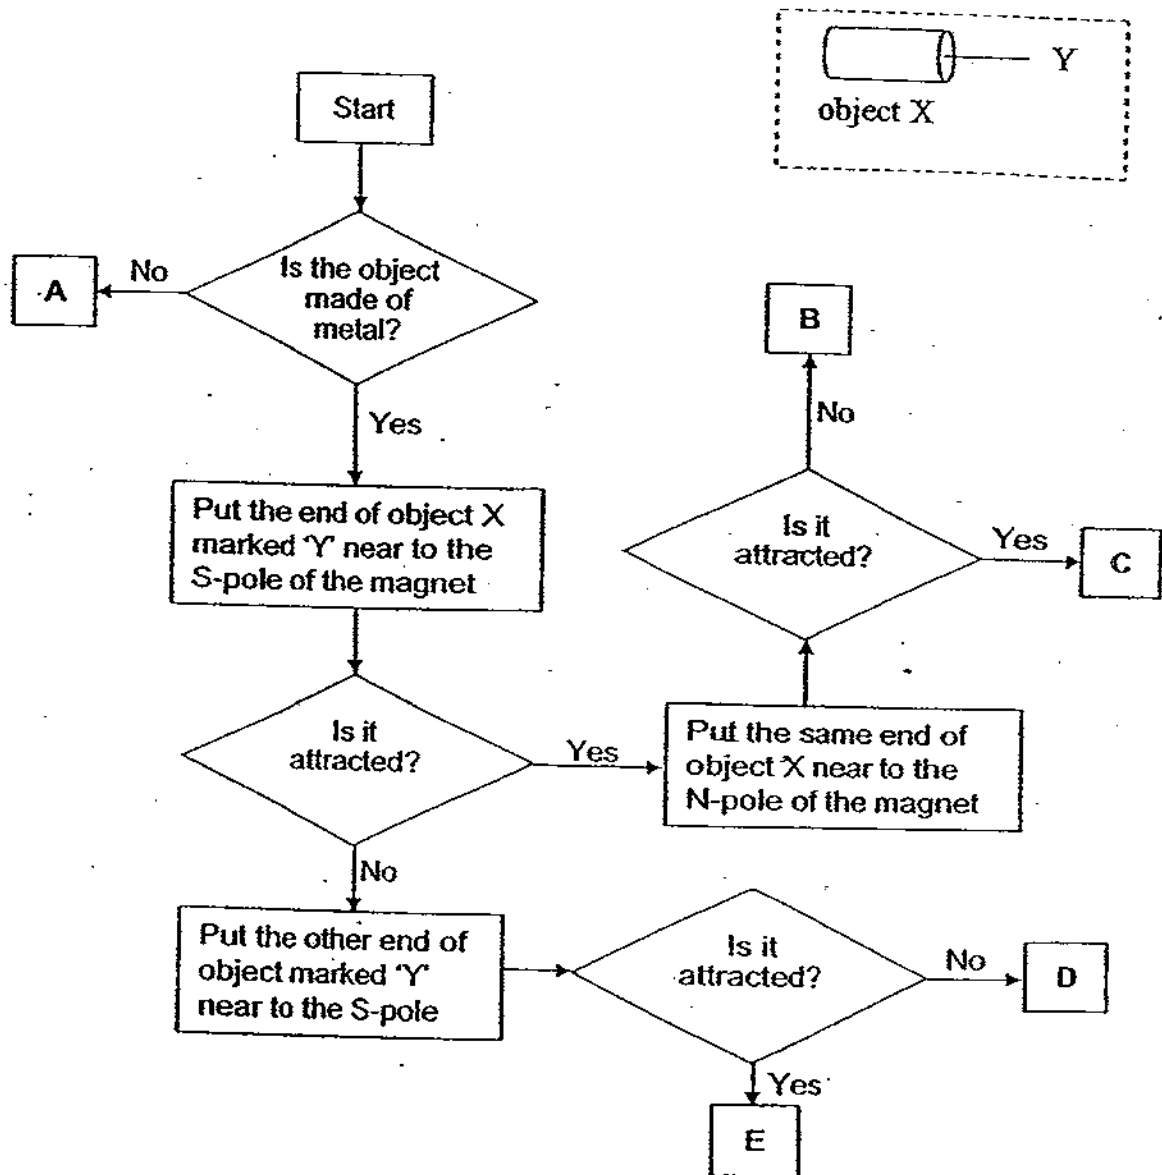 Y
object X
Start
Is the object
made of
metal?
No
A
Yes
Put the end of object X
marked 'Y' near to the
S-pole of the magnet
Is it
attracted?
Yes
Put the same end of
object X near to the
N-pole of the magnet
Is it
attracted?
No
B
Yes
C
No
Put the other end of
object marked 'Y'
near to the S-pole
Is it
attracted?
No
D
Yes
E